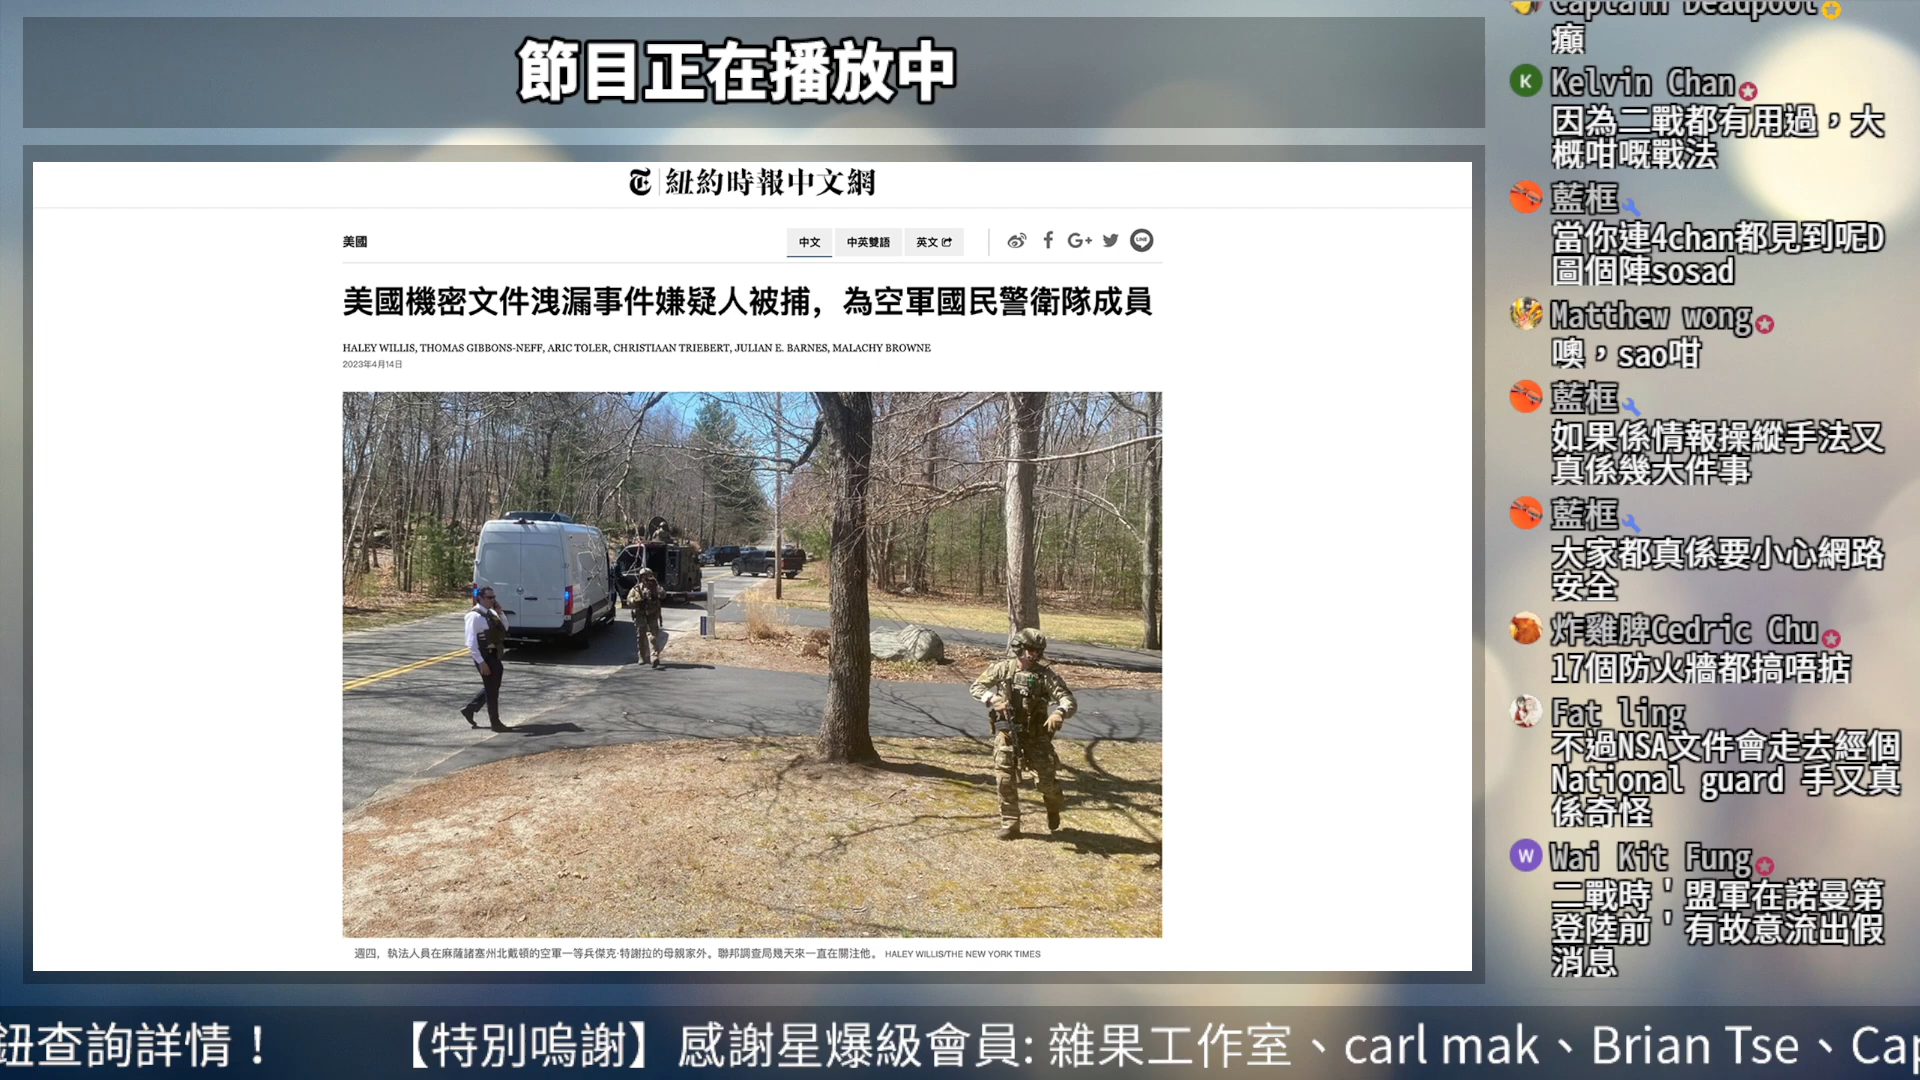 節目正在播放中
紐約時報中文網
美國
中文
中英雙語
英文
美國機密文件洩漏事件嫌疑人被捕，為空軍國民警衛隊成員
HALEY WILLIS, THOMAS GIBBONS-NEFF, ARIC TOLER, CHRISTIAAN TRIEBERT, JULIAN E. BARNES, MALACHY BROWNE
2023年4月14日
週四，執法人員在麻薩諸塞州北戴頓的空軍一等兵傑克·特謝拉的母親家外。聯邦調查局幾天來一直在關注他。 HALEY WILLIS/THE NEW YORK TIMES
Captain Deadpool
癲
K Kelvin Chan
因為二戰都有用過，大
概咁嘅戰法
藍框
當你連4chan都見到呢D
圖個陣sosad
Matthew wong
噢，sao咁
藍框
如果係情報操縱手法又
真係幾大件事
藍框
大家都真係要小心網路
安全
炸雞脾Cedric Chu
17個防火牆都搞唔掂
Fat ling
不過NSA文件會走去經個
National guard 手又真
係奇怪
W Wai Kit Fung
二戰時＇盟軍在諾曼第
登陸前＇有故意流出假
消息
鈕查詢詳情！ 【特別嗚謝】感謝星爆級會員: 雜果工作室、carl mak、Brian Tse、Cap